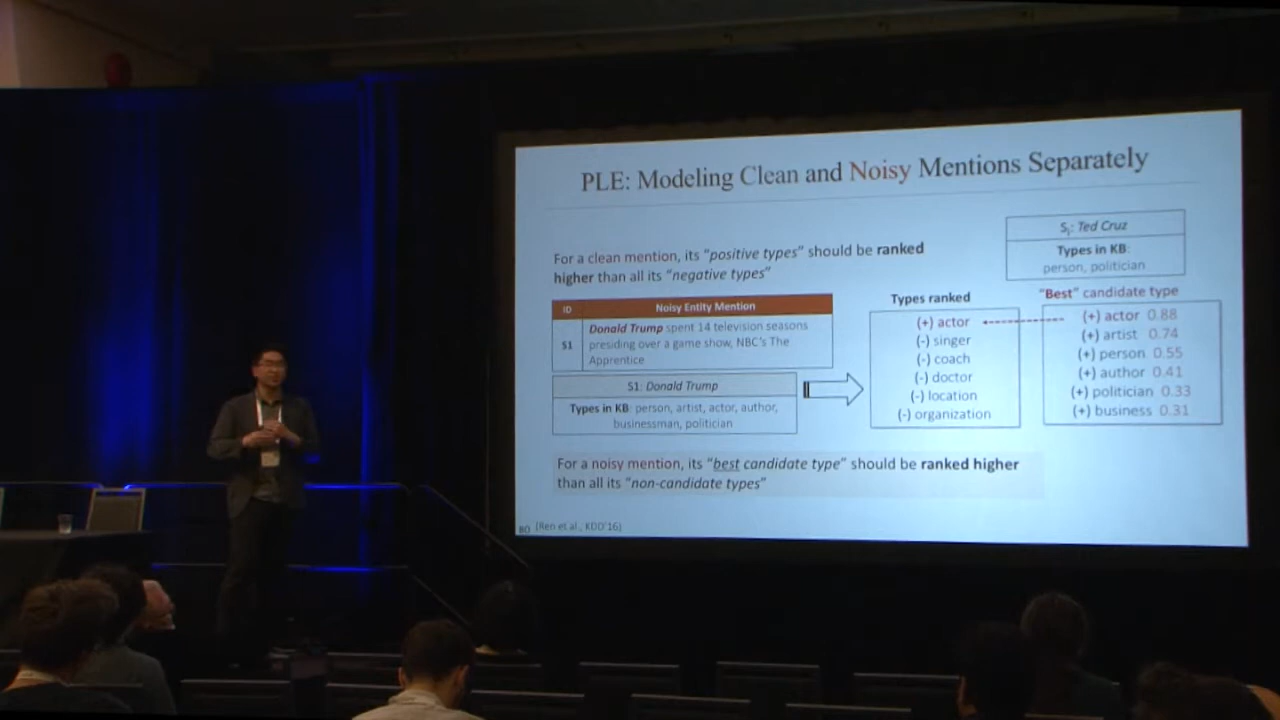 PLE: Modeling Clean and Noisy Mentions Separately
S_i: Ted Cruz
Types in KB:
person, politician
For a clean mention, its "positive types" should be ranked
higher than all its "negative types"
ID Noisy Entity Mention
S1 Donald Trump spent 14 television seasons
presiding over a game show, NBC's The
Apprentice
S1: Donald Trump
Types in KB: person, artist, actor, author,
businessman, politician
Types ranked
(+) actor
(-) singer
(-) coach
(-) doctor
(-) location
(-) organization
"Best" candidate type
(+) actor 0.88
(+) artist 0.74
(+) person 0.55
(+) author 0.41
(+) politician 0.33
(+) business 0.31
For a noisy mention, its "best candidate type" should be ranked higher
than all its "non-candidate types"
80 (Ren et al., KDD'16)